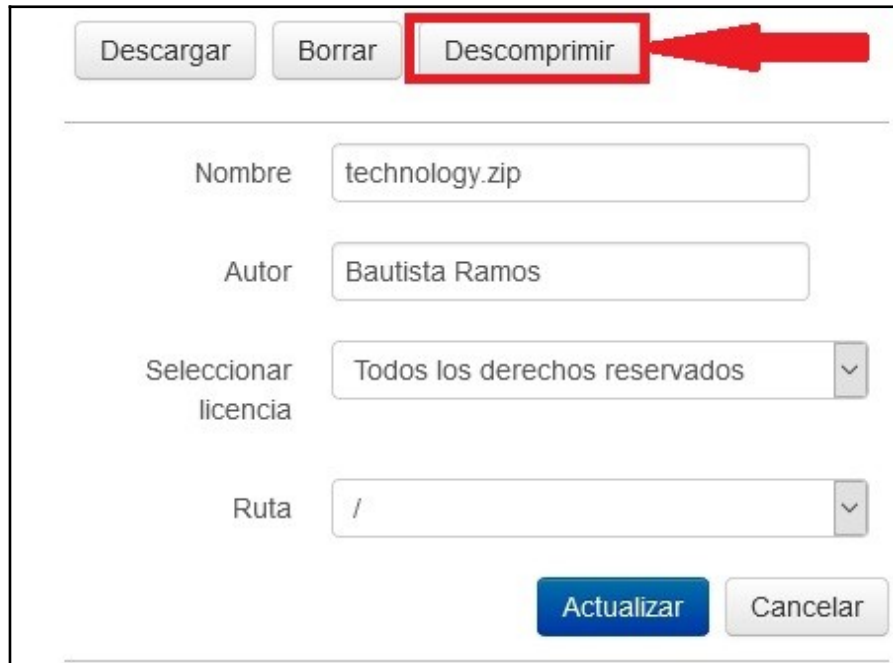 Descargar Borrar Descomprimir
Nombre technology.zip
Autor Bautista Ramos
Seleccionar
licencia Todos los derechos reservados
Ruta /
Actualizar Cancelar